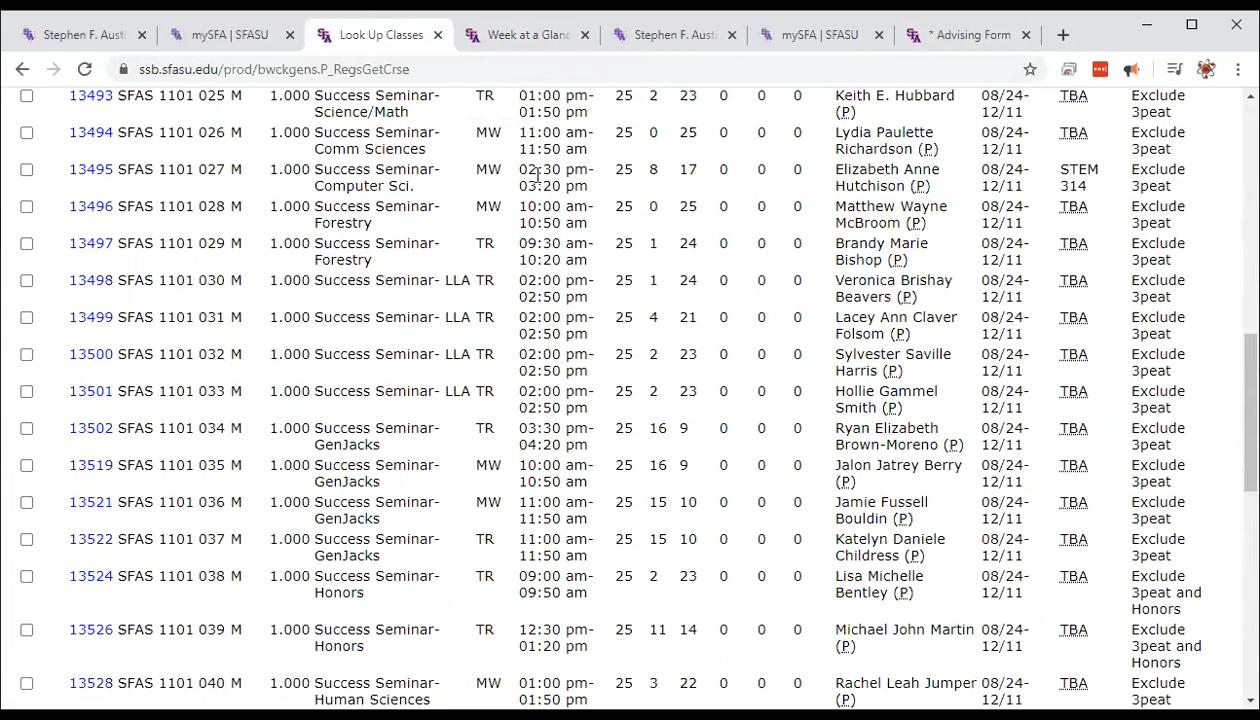 Stephen F. Austi
mySFA | SFASU
Look Up Classes
Week at a Glanc
Stephen F. Austi
mySFA | SFASU
* Advising Form
ssb.sfasu.edu/prod/bwckgens.P_RegsGetCrse
13493 SFAS 1101 025 M 1.000 Success Seminar- TR 01:00 pm- 25 2 23 0 0 0 Keith E. Hubbard 08/24- TBA Exclude
Science/Math 01:50 pm (P) 12/11 3peat
13494 SFAS 1101 026 M 1.000 Success Seminar- MW 11:00 am- 25 0 25 0 0 0 Lydia Paulette 08/24- TBA Exclude
Comm Sciences 11:50 am Richardson (P) 12/11 3peat
13495 SFAS 1101 027 M 1.000 Success Seminar- MW 02:30 pm- 25 8 17 0 0 0 Elizabeth Anne 08/24- STEM Exclude
Computer Sci. 03:20 pm Hutchison (P) 12/11 314 3peat
13496 SFAS 1101 028 M 1.000 Success Seminar- MW 10:00 am- 25 0 25 0 0 0 Matthew Wayne 08/24- TBA Exclude
Forestry 10:50 am McBroom (P) 12/11 3peat
13497 SFAS 1101 029 M 1.000 Success Seminar- TR 09:30 am- 25 1 24 0 0 0 Brandy Marie 08/24- TBA Exclude
Forestry 10:20 am Bishop (P) 12/11 3peat
13498 SFAS 1101 030 M 1.000 Success Seminar- LLA TR 02:00 pm- 25 1 24 0 0 0 Veronica Brishay 08/24- TBA Exclude
02:50 pm Beavers (P) 12/11 3peat
13499 SFAS 1101 031 M 1.000 Success Seminar- LLA TR 02:00 pm- 25 4 21 0 0 0 Lacey Ann Claver 08/24- TBA Exclude
02:50 pm Folsom (P) 12/11 3peat
13500 SFAS 1101 032 M 1.000 Success Seminar- LLA TR 02:00 pm- 25 2 23 0 0 0 Sylvester Saville 08/24- TBA Exclude
02:50 pm Harris (P) 12/11 3peat
13501 SFAS 1101 033 M 1.000 Success Seminar- LLA TR 02:00 pm- 25 2 23 0 0 0 Hollie Gammel 08/24- TBA Exclude
02:50 pm Smith (P) 12/11 3peat
13502 SFAS 1101 034 M 1.000 Success Seminar- TR 03:30 pm- 25 16 9 0 0 0 Ryan Elizabeth 08/24- TBA Exclude
GenJacks 04:20 pm Brown-Moreno (P) 12/11 3peat
13519 SFAS 1101 035 M 1.000 Success Seminar- MW 10:00 am- 25 16 9 0 0 0 Jalon Jatrey Berry 08/24- TBA Exclude
GenJacks 10:50 am (P) 12/11 3peat
13521 SFAS 1101 036 M 1.000 Success Seminar- MW 11:00 am- 25 15 10 0 0 0 Jamie Fussell 08/24- TBA Exclude
GenJacks 11:50 am Bouldin (P) 12/11 3peat
13522 SFAS 1101 037 M 1.000 Success Seminar- TR 11:00 am- 25 15 10 0 0 0 Katelyn Daniele 08/24- TBA Exclude
GenJacks 11:50 am Childress (P) 12/11 3peat
13524 SFAS 1101 038 M 1.000 Success Seminar- TR 09:00 am- 25 2 23 0 0 0 Lisa Michelle 08/24- TBA Exclude
Honors 09:50 am Bentley (P) 12/11 3peat and
Honors
13526 SFAS 1101 039 M 1.000 Success Seminar- TR 12:30 pm- 25 11 14 0 0 0 Michael John Martin 08/24- TBA Exclude
Honors 01:20 pm (P) 12/11 3peat and
Honors
13528 SFAS 1101 040 M 1.000 Success Seminar- MW 01:00 pm- 25 3 22 0 0 0 Rachel Leah Jumper 08/24- TBA Exclude
Human Sciences 01:50 pm (P) 12/11 3peat